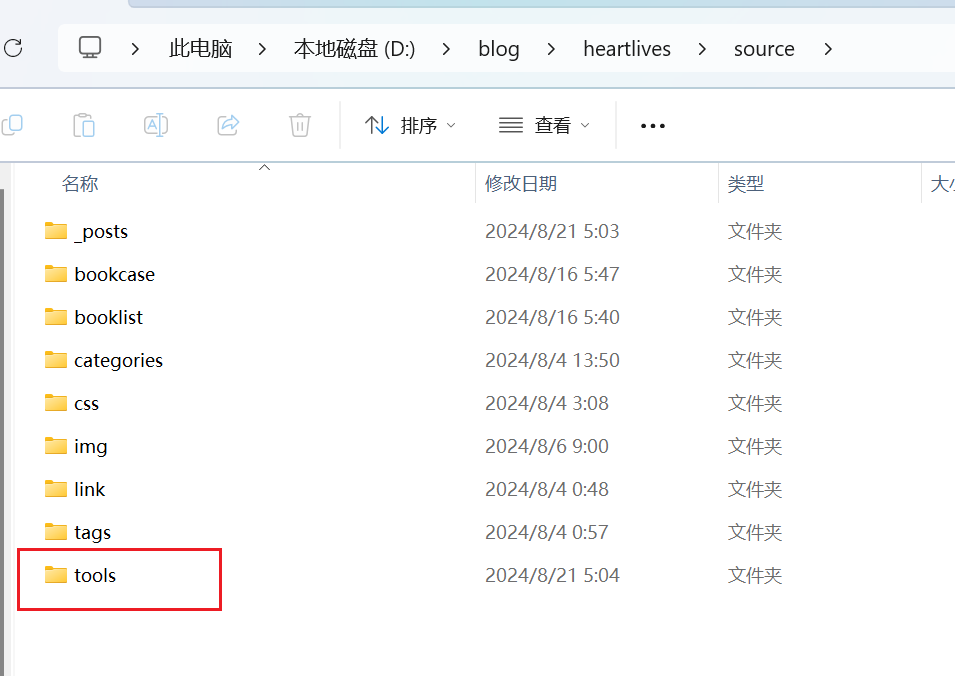 此电脑 本地磁盘 (D:) blog heartlives source
排序 查看
名称 修改日期 类型
_posts 2024/8/21 5:03 文件夹
bookcase 2024/8/16 5:47 文件夹
booklist 2024/8/16 5:40 文件夹
categories 2024/8/4 13:50 文件夹
css 2024/8/4 3:08 文件夹
img 2024/8/6 9:00 文件夹
link 2024/8/4 0:48 文件夹
tags 2024/8/4 0:57 文件夹
tools 2024/8/21 5:04 文件夹